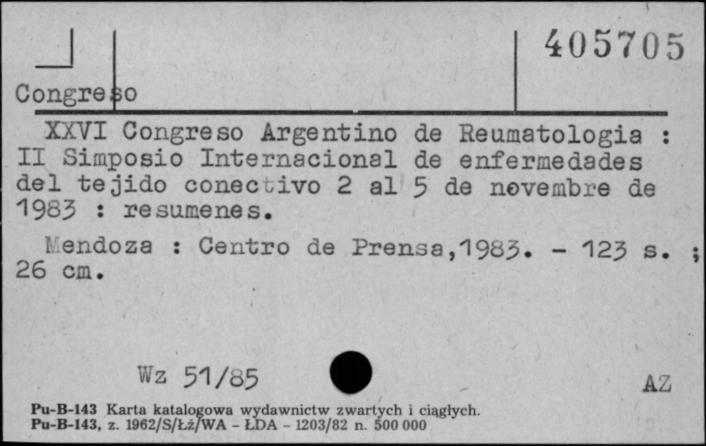 405705
Congreso
XXVI Congreso Argentino de Reumatologia :
II Simposio Internacional de enfermedades
del tejido conectivo 2 al 5 de novembre de
1983 : resumenes.
Mendoza : Centro de Prensa,1983. - 123 s. ;
26 cm.
Wz 51/85
AZ
Pu-B-143 Karta katalogowa wydawnictw zwartych i ciągłych.
Pu-B-143, z. 1962/S/Łź/WA - ŁDA - 1203/82 n. 500 000